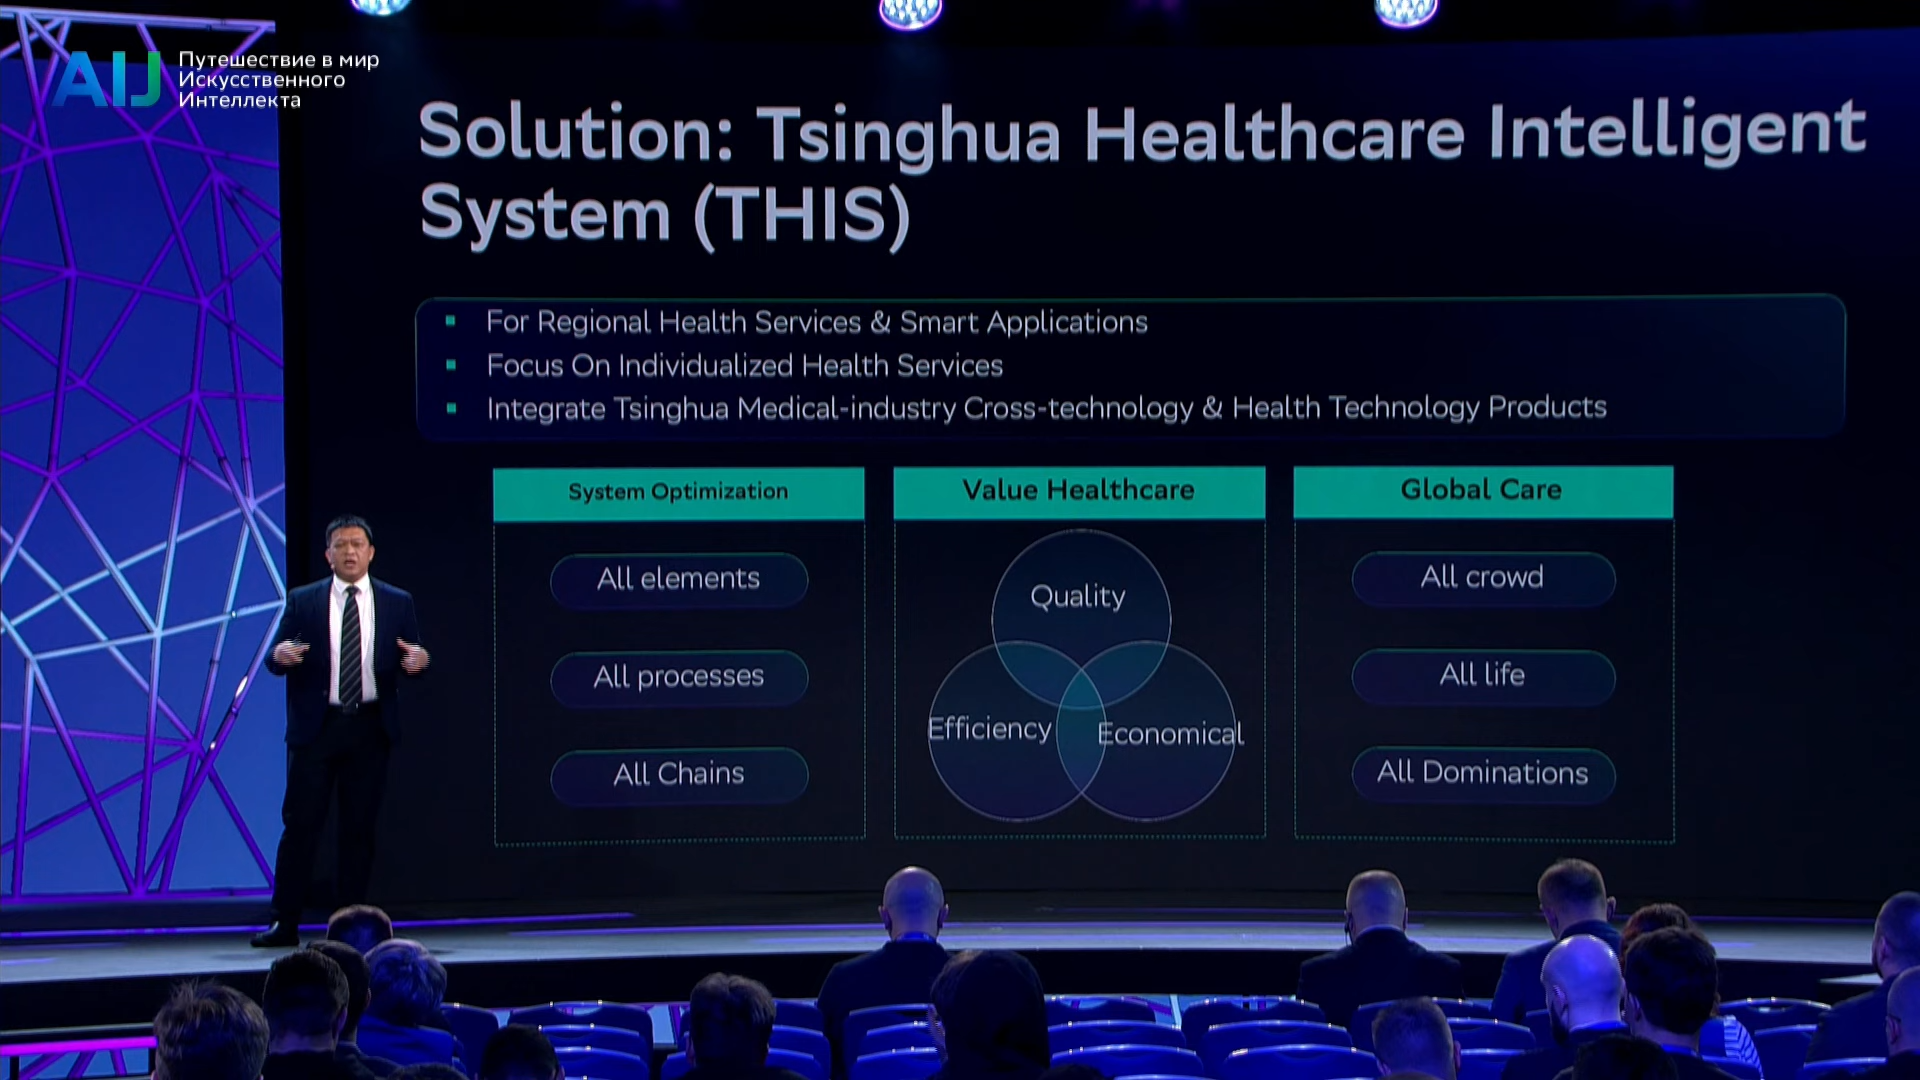 AIJ
Путешествие в мир
Искусственного
Интеллекта
Solution: Tsinghua Healthcare Intelligent
System (THIS)
For Regional Health Services & Smart Applications
Focus On Individualized Health Services
Integrate Tsinghua Medical-industry Cross-technology & Health Technology Products
System Optimization
All elements
All processes
All Chains
Value Healthcare
Quality
Efficiency
Economical
Global Care
All crowd
All life
All Dominations